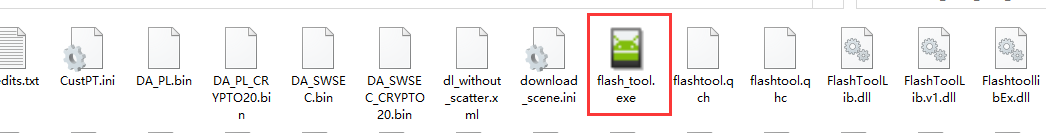 edits.txt
CustPT.ini
DA_PL.bin
DA_PL_CR
YPTO20.bi
n
DA_SWSE
C.bin
DA_SWSE
C_CRYPTO
20.bin
dl_without
_scatter.x
ml
download
_scene.ini
flash_tool.
exe
flashtool.q
ch
flashtool.q
hc
FlashToolL
ib.dll
FlashToolL
ib.v1.dll
Flashtoolli
bEx.dll